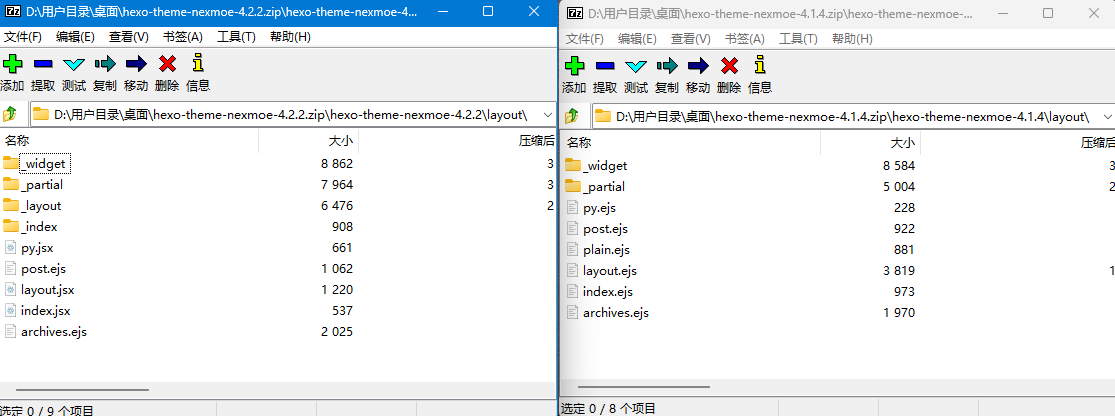 D:\用户目录\桌面\hexo-theme-nexmoe-4.2.2.zip\hexo-theme-nexmoe-4...
文件(F) 编辑(E) 查看(V) 书签(A) 工具(T) 帮助(H)
添加 提取 测试 复制 移动 删除 信息
D:\用户目录\桌面\hexo-theme-nexmoe-4.2.2.zip\hexo-theme-nexmoe-4.2.2\layout\
名称 大小 压缩后
_widget 8 862 3
_partial 7 964 3
_layout 6 476 2
_index 908
py.jsx 661
post.ejs 1 062
layout.jsx 1 220
index.jsx 537
archives.ejs 2 025
选定 0 / 9 个项目
D:\用户目录\桌面\hexo-theme-nexmoe-4.1.4.zip\hexo-theme-nexmoe-...
文件(F) 编辑(E) 查看(V) 书签(A) 工具(T) 帮助(H)
添加 提取 测试 复制 移动 删除 信息
D:\用户目录\桌面\hexo-theme-nexmoe-4.1.4.zip\hexo-theme-nexmoe-4.1.4\layout\
名称 大小 压缩后
_widget 8 584 3
_partial 5 004 2
py.ejs 228
post.ejs 922
plain.ejs 881
layout.ejs 3 819 1
index.ejs 973
archives.ejs 1 970
选定 0 / 8 个项目